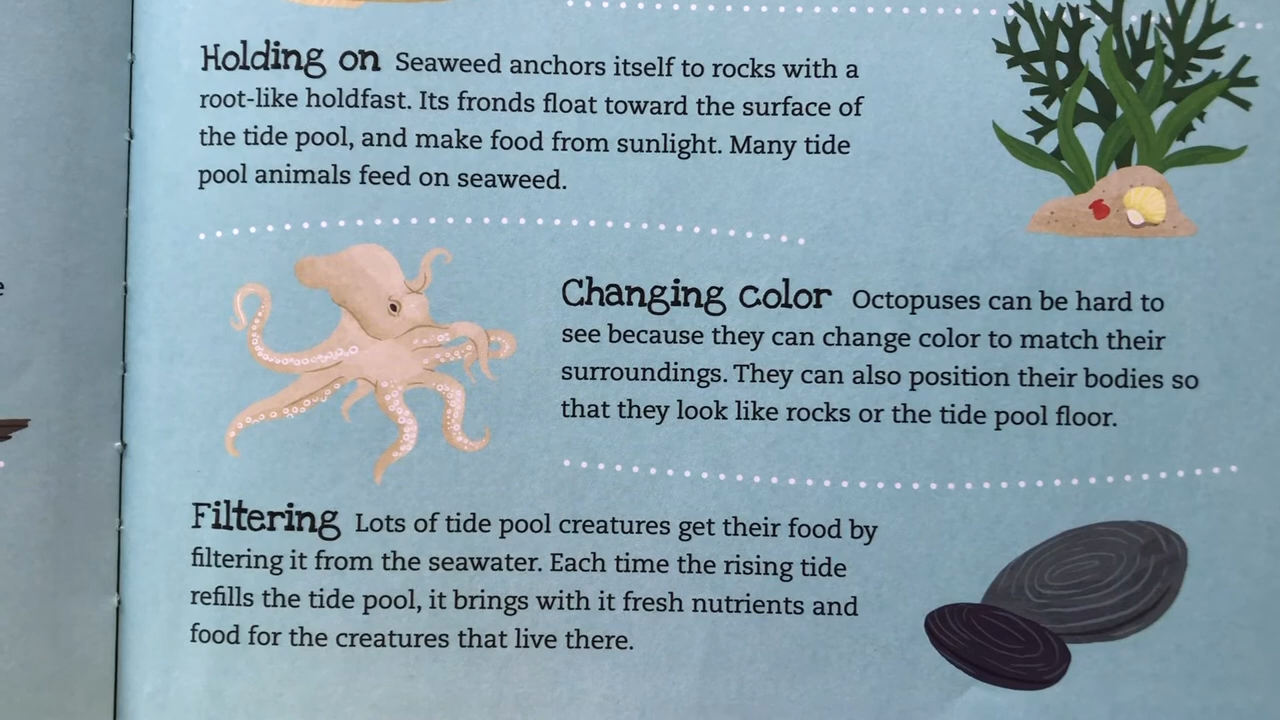 Holding on Seaweed anchors itself to rocks with a
root-like holdfast. Its fronds float toward the surface of
the tide pool, and make food from sunlight. Many tide
pool animals feed on seaweed.
Changing color Octopuses can be hard to
see because they can change color to match their
surroundings. They can also position their bodies so
that they look like rocks or the tide pool floor.
Filtering Lots of tide pool creatures get their food by
filtering it from the seawater. Each time the rising tide
refills the tide pool, it brings with it fresh nutrients and
food for the creatures that live there.